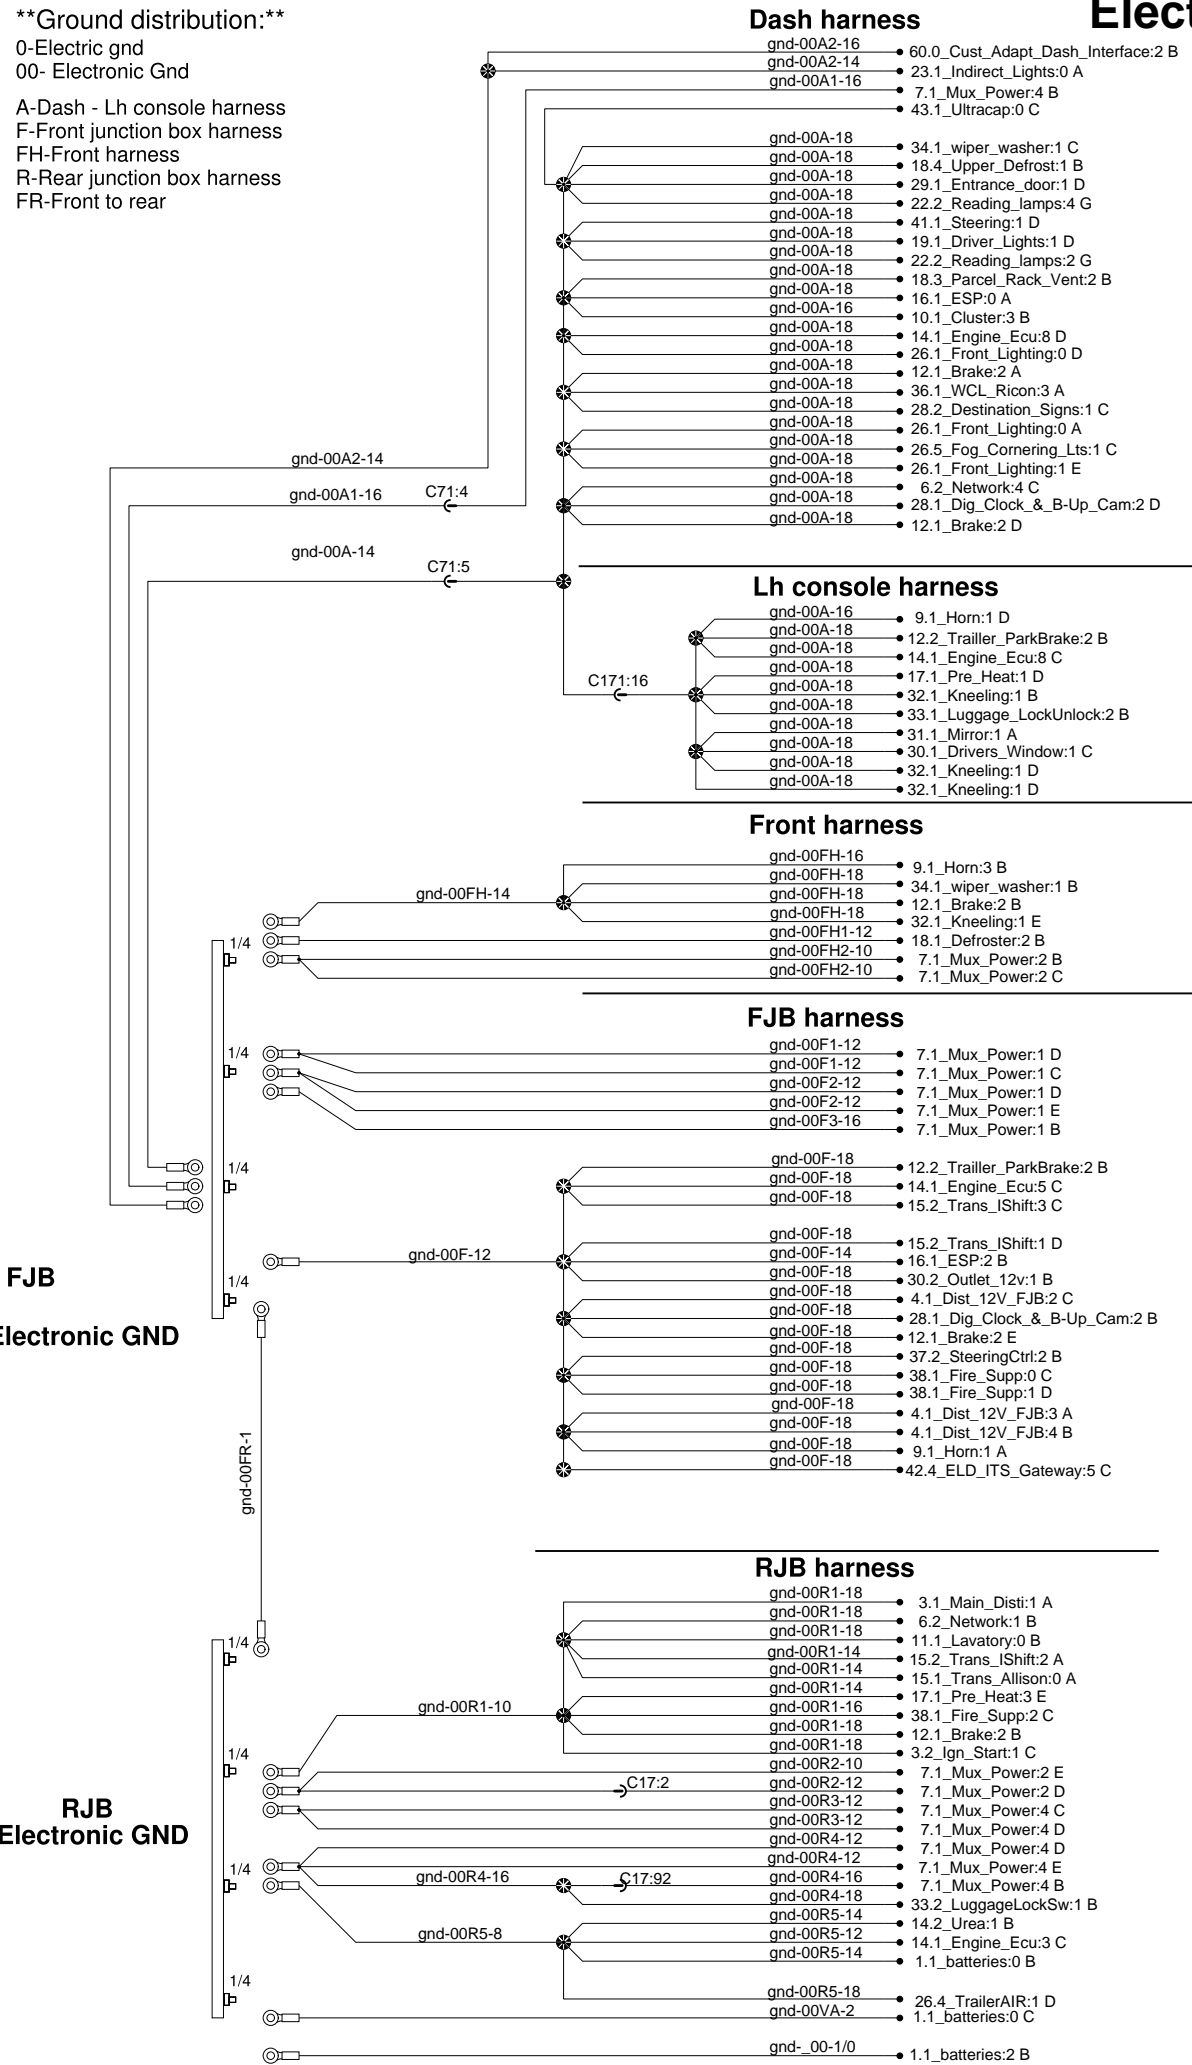 **Ground distribution:**
0-Electric gnd
00- Electronic Gnd
A-Dash - Lh console harness
F-Front junction box harness
FH-Front harness
R-Rear junction box harness
FR-Front to rear
Elect
Dash harness
gnd-00A2-16 60.0_Cust_Adapt_Dash_Interface:2 B
gnd-00A2-14 23.1_Indirect_Lights:0 A
gnd-00A1-16 7.1_Mux_Power:4 B
43.1_Ultracap:0 C
gnd-00A-18 34.1_wiper_washer:1 C
gnd-00A-18 18.4_Upper_Defrost:1 B
gnd-00A-18 29.1_Entrance_door:1 D
gnd-00A-18 22.2_Reading_lamps:4 G
gnd-00A-18 41.1_Steering:1 D
gnd-00A-18 19.1_Driver_Lights:1 D
gnd-00A-18 22.2_Reading_lamps:2 G
gnd-00A-18 18.3_Parcel_Rack_Vent:2 B
gnd-00A-18 16.1_ESP:0 A
gnd-00A-16 10.1_Cluster:3 B
gnd-00A-18 14.1_Engine_Ecu:8 D
gnd-00A-18 26.1_Front_Lighting:0 D
gnd-00A-18 12.1_Brake:2 A
gnd-00A-18 36.1_WCL_Ricon:3 A
gnd-00A-18 28.2_Destination_Signs:1 C
gnd-00A-18 26.1_Front_Lighting:0 A
gnd-00A-18 26.5_Fog_Cornering_Lts:1 C
gnd-00A-18 26.1_Front_Lighting:1 E
gnd-00A-18 6.2_Network:4 C
gnd-00A-18 28.1_Dig_Clock_&_B-Up_Cam:2 D
gnd-00A-18 12.1_Brake:2 D
gnd-00A2-14
gnd-00A1-16 C71:4
gnd-00A-14 C71:5
Lh console harness
gnd-00A-16 9.1_Horn:1 D
gnd-00A-18 12.2_Trailler_ParkBrake:2 B
gnd-00A-18 14.1_Engine_Ecu:8 C
gnd-00A-18 17.1_Pre_Heat:1 D
C171:16 gnd-00A-18 32.1_Kneeling:1 B
gnd-00A-18 33.1_Luggage_LockUnlock:2 B
gnd-00A-18 31.1_Mirror:1 A
gnd-00A-18 30.1_Drivers_Window:1 C
gnd-00A-18 32.1_Kneeling:1 D
gnd-00A-18 32.1_Kneeling:1 D
Front harness
gnd-00FH-16 9.1_Horn:3 B
gnd-00FH-18 34.1_wiper_washer:1 B
gnd-00FH-14 gnd-00FH-18 12.1_Brake:2 B
gnd-00FH-18 32.1_Kneeling:1 E
1/4 gnd-00FH1-12 18.1_Defroster:2 B
gnd-00FH2-10 7.1_Mux_Power:2 B
gnd-00FH2-10 7.1_Mux_Power:2 C
FJB harness
1/4 gnd-00F1-12 7.1_Mux_Power:1 D
gnd-00F1-12 7.1_Mux_Power:1 C
gnd-00F2-12 7.1_Mux_Power:1 D
gnd-00F2-12 7.1_Mux_Power:1 E
gnd-00F3-16 7.1_Mux_Power:1 B
1/4 gnd-00F-18 12.2_Trailler_ParkBrake:2 B
gnd-00F-18 14.1_Engine_Ecu:5 C
gnd-00F-18 15.2_Trans_IShift:3 C
gnd-00F-18 15.2_Trans_IShift:1 D
gnd-00F-12 gnd-00F-14 16.1_ESP:2 B
FJB
1/4 gnd-00F-18 30.2_Outlet_12v:1 B
gnd-00F-18 4.1_Dist_12V_FJB:2 C
gnd-00F-18 28.1_Dig_Clock_&_B-Up_Cam:2 B
Electronic GND
gnd-00F-18 12.1_Brake:2 E
gnd-00F-18 37.2_SteeringCtrl:2 B
gnd-00F-18 38.1_Fire_Supp:0 C
gnd-00F-18 38.1_Fire_Supp:1 D
gnd-00F-18 4.1_Dist_12V_FJB:3 A
gnd-00F-18 4.1_Dist_12V_FJB:4 B
gnd-00F-18 9.1_Horn:1 A
gnd-00F-18 42.4_ELD_ITS_Gateway:5 C
gnd-00FR-1
RJB harness
gnd-00R1-18 3.1_Main_Disti:1 A
gnd-00R1-18 6.2_Network:1 B
1/4 gnd-00R1-18 11.1_Lavatory:0 B
gnd-00R1-14 15.2_Trans_IShift:2 A
gnd-00R1-14 15.1_Trans_Allison:0 A
gnd-00R1-14 17.1_Pre_Heat:3 E
gnd-00R1-10 gnd-00R1-16 38.1_Fire_Supp:2 C
gnd-00R1-18 12.1_Brake:2 B
1/4 gnd-00R1-18 3.2_Ign_Start:1 C
gnd-00R2-10 7.1_Mux_Power:2 E
C17:2 gnd-00R2-12 7.1_Mux_Power:2 D
gnd-00R3-12 7.1_Mux_Power:4 C
gnd-00R3-12 7.1_Mux_Power:4 D
RJB
Electronic GND
gnd-00R4-12 7.1_Mux_Power:4 D
1/4 gnd-00R4-12 7.1_Mux_Power:4 E
gnd-00R4-16 C17:92 gnd-00R4-16 7.1_Mux_Power:4 B
gnd-00R4-18 33.2_LuggageLockSw:1 B
gnd-00R5-14 14.2_Urea:1 B
gnd-00R5-8 gnd-00R5-12 14.1_Engine_Ecu:3 C
gnd-00R5-14 1.1_batteries:0 B
1/4 gnd-00R5-18 26.4_TrailerAIR:1 D
gnd-00VA-2 1.1_batteries:0 C
gnd-_00-1/0 1.1_batteries:2 B